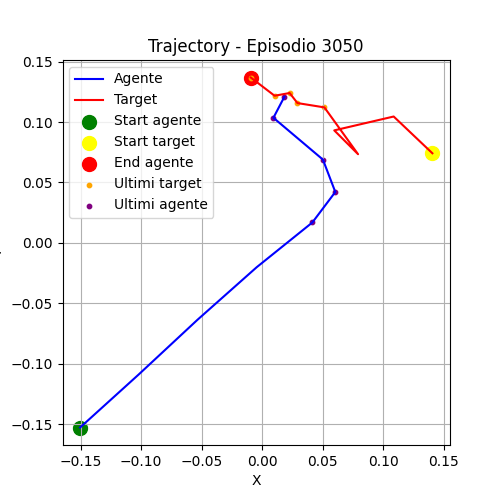 Trajectory - Episodio 3050
Agente
Target
Start agente
Start target
End agente
Ultimi target
Ultimi agente
0.15
0.10
0.05
0.00
−0.05
−0.10
−0.15
−0.15
−0.10
−0.05
0.00
0.05
0.10
0.15
X